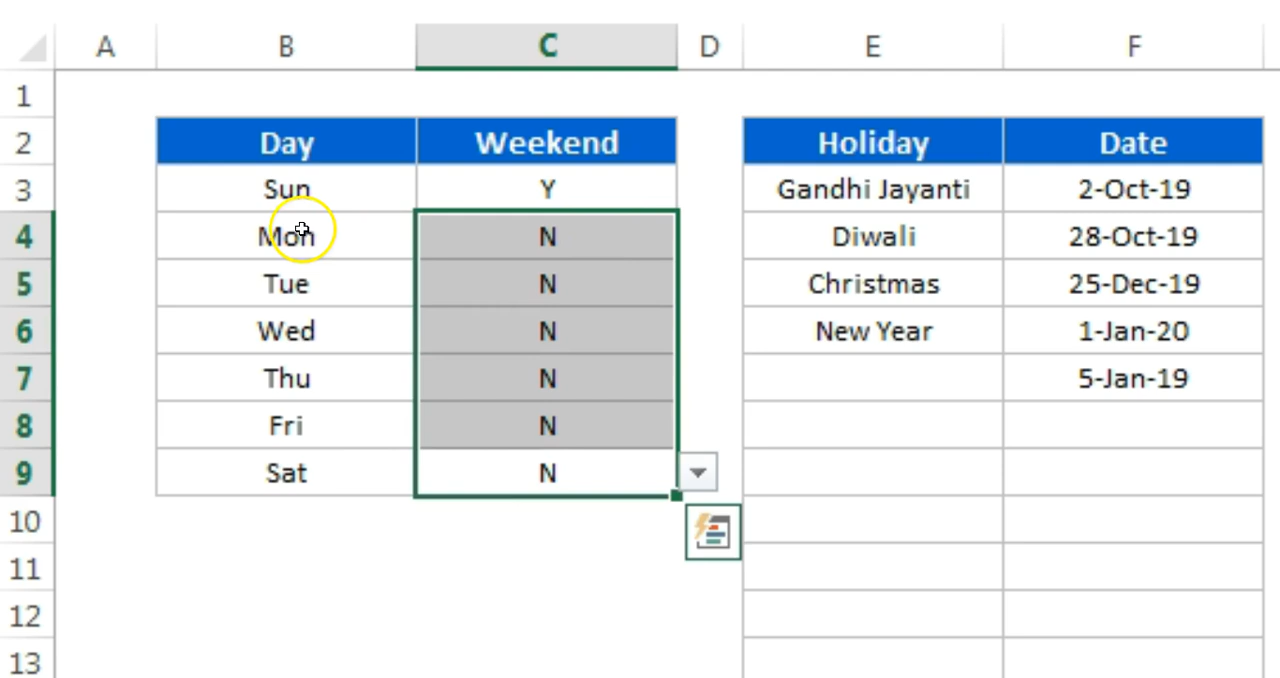 A B C D E F
1
2 Day Weekend Holiday Date
3 Sun Y Gandhi Jayanti 2-Oct-19
4 Mon N Diwali 28-Oct-19
5 Tue N Christmas 25-Dec-19
6 Wed N New Year 1-Jan-20
7 Thu N 5-Jan-19
8 Fri N
9 Sat N
10
11
12
13